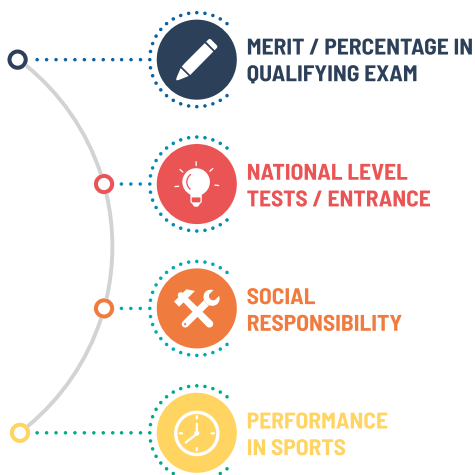 MERIT / PERCENTAGE IN
QUALIFYING EXAM
NATIONAL LEVEL
TESTS / ENTRANCE
SOCIAL
RESPONSIBILITY
PERFORMANCE
IN SPORTS